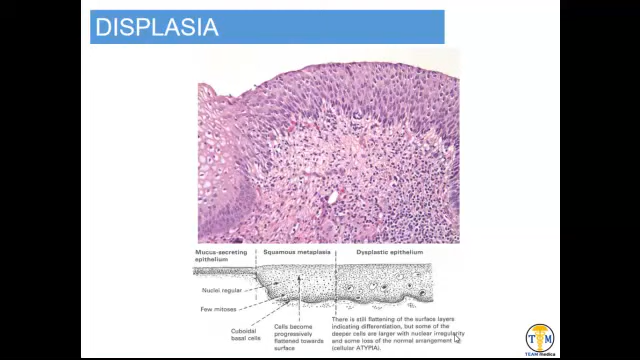 DISPLASIA
Mucus-secreting
epithelium
Squamous metaplasia
Dysplastic epithelium
Nuclei regular
Few mitoses
Cuboidal
basal cells
Cells become
progressively
flattened towards
surface
There is still flattening of the surface layers
indicating differentiation, but some of the
deeper cells are larger with nuclear irregularity
and some loss of the normal arrangement
(cellular ATYPIA).
T M
TEAM medica